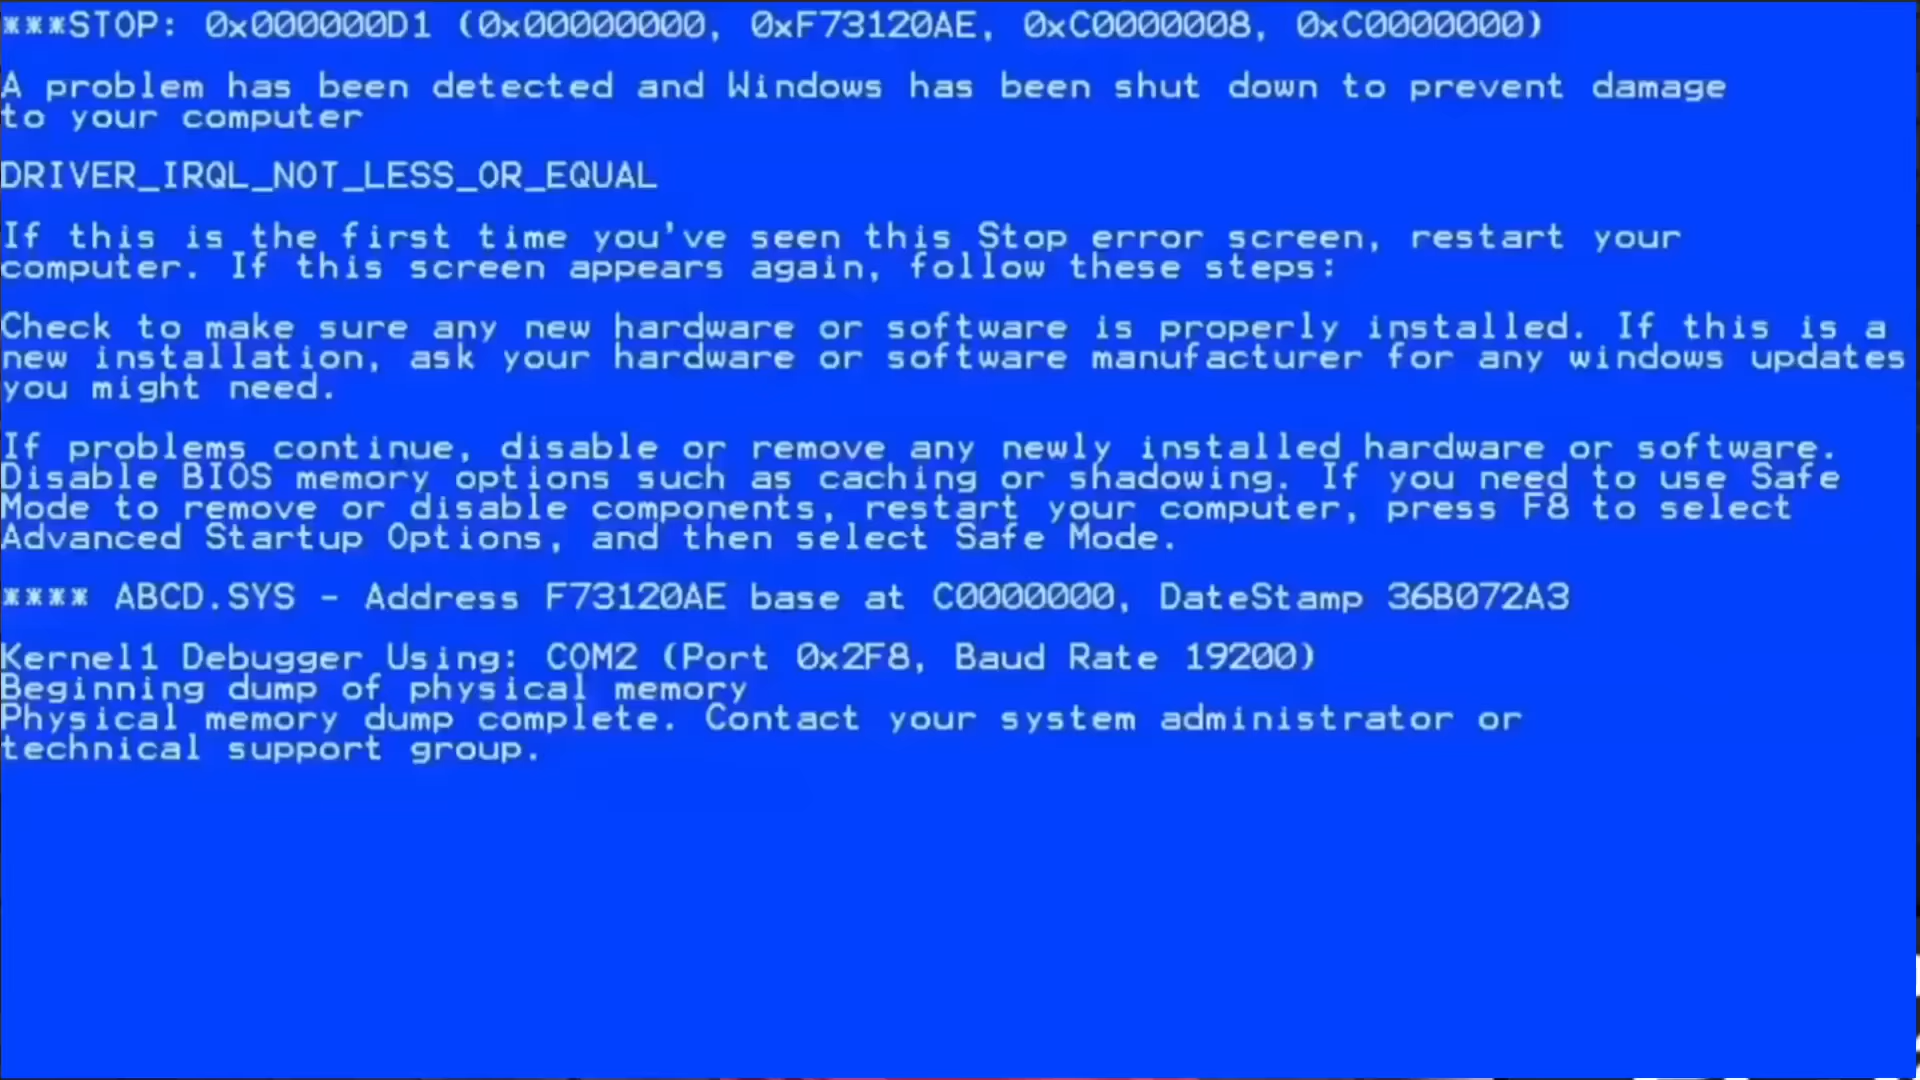 ***STOP: 0x000000D1 (0x00000000, 0xF73120AE, 0xC0000008, 0xC0000000)
A problem has been detected and Windows has been shut down to prevent damage
to your computer
DRIVER_IRQL_NOT_LESS_OR_EQUAL
If this is the first time you've seen this Stop error screen, restart your
computer. If this screen appears again, follow these steps:
Check to make sure any new hardware or software is properly installed. If this is a
new installation, ask your hardware or software manufacturer for any windows updates
you might need.
If problems continue, disable or remove any newly installed hardware or software.
Disable BIOS memory options such as caching or shadowing. If you need to use Safe
Mode to remove or disable components, restart your computer, press F8 to select
Advanced Startup Options, and then select Safe Mode.
**** ABCD.SYS - Address F73120AE base at C0000000, DateStamp 36B072A3
Kernel1 Debugger Using: COM2 (Port 0x2F8, Baud Rate 19200)
Beginning dump of physical memory
Physical memory dump complete. Contact your system administrator or
technical support group.